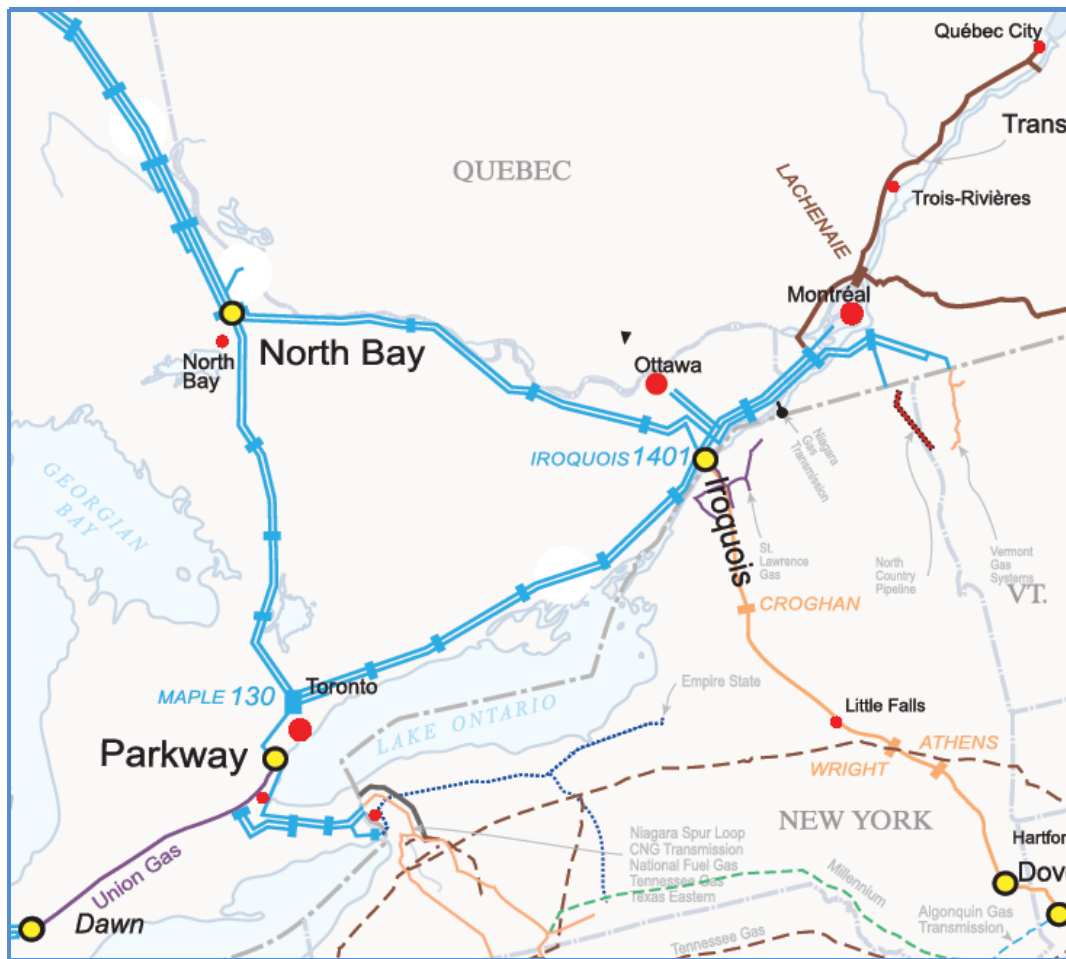 Québec City
Trans
QUEBEC
LACHENAIE
Trois-Rivières
Montréal
North Bay
North
Bay
Ottawa
Niagara
Gas
Transmission
IROQUOIS 1401
Iroquois
GEORGIAN
BAY
St.
Lawrence
Gas
North
Country
Pipeline
Vermont
Gas
Systems
VT.
CROGHAN
MAPLE 130
Toronto
Empire State
LAKE ONTARIO
Little Falls
Parkway
ATHENS
WRIGHT
NEW YORK
Niagara Spur Loop
CNG Transmission
National Fuel Gas
Tennessee Gas
Texas Eastern
Hartfor
Dove
Millennium
Union Gas
Dawn
Algonquin Gas
Transmission
Tennessee Gas